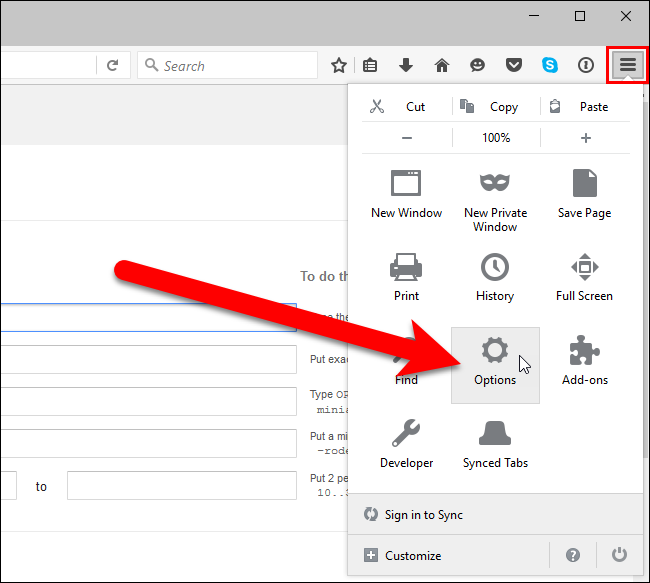 Search
Cut Copy Paste
100%
New Window New Private Save Page
Window
To do th
Print History Full Screen
the
Put exac
Find Options Add-ons
Type OP
minia
Put a mi
-rode
Developer Synced Tabs
to
Put 2 pe
10..3
Sign in to Sync
Customize